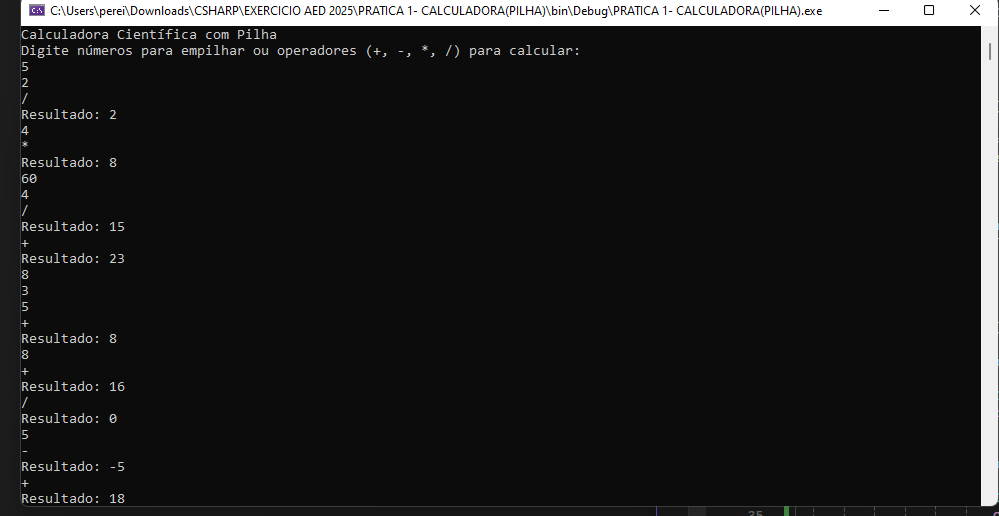 C:\Users\perei\Downloads\CSHARP\EXERCICIO AED 2025\PRATICA 1- CALCULADORA(PILHA)\bin\Debug\PRATICA 1- CALCULADORA(PILHA).exe
Calculadora Científica com Pilha
Digite números para empilhar ou operadores (+, -, *, /) para calcular:
5
2
/
Resultado: 2
4
*
Resultado: 8
60
4
/
Resultado: 15
+
Resultado: 23
8
3
5
+
Resultado: 8
8
+
Resultado: 16
/
Resultado: 0
5
-
Resultado: -5
+
Resultado: 18